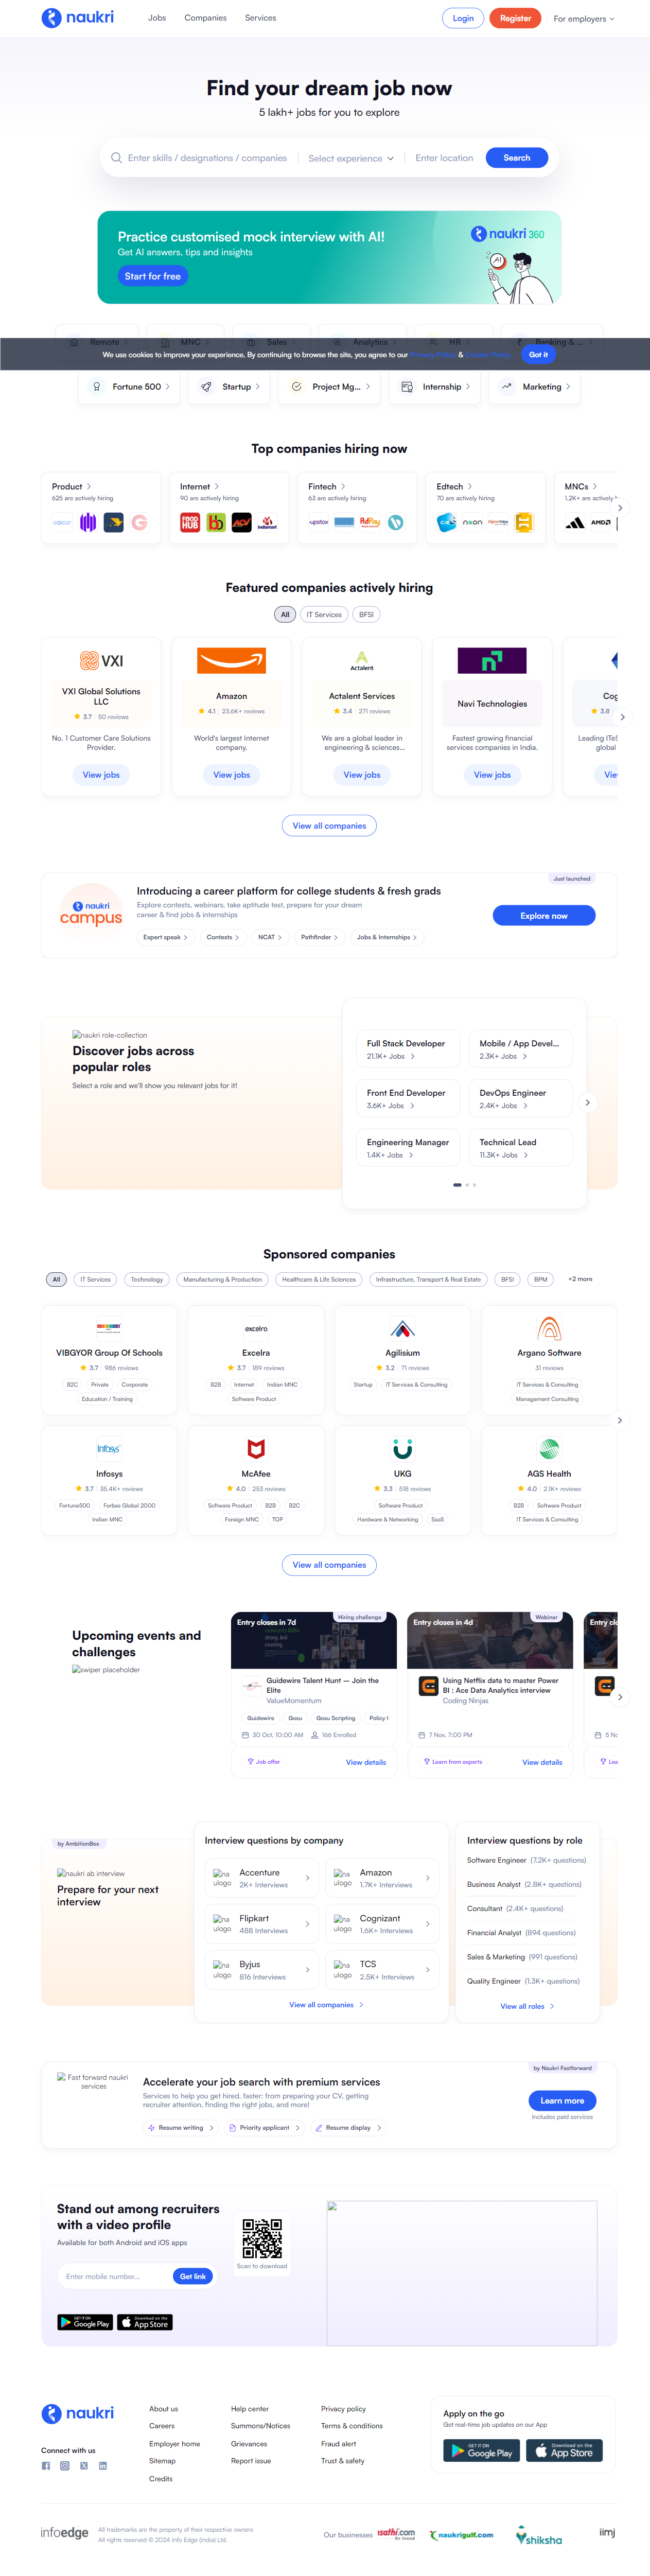 naukri
Jobs Companies Services
Login Register For employers
Find your dream job now
5 lakh+ jobs for you to explore
Enter skills / designations / companies Select experience Enter location Search
Practice customised mock interview with AI!
Get AI answers, tips and insights
Start for free
naukri 360
AI
Remote MNC Sales Analytics HR Banking & ...
We use cookies to improve your experience. By continuing to browse the site, you agree to our Privacy Policy & Cookie Policy Got it
Fortune 500 Startup Project Mg... Internship Marketing
Top companies hiring now
Product Internet Fintech Edtech MNCs
625 are actively hiring 90 are actively hiring 63 are actively hiring 70 are actively hiring 1.2K+ are actively
FOOD HUB bb ACV indiamart upstox AdPay noon AMD
Featured companies actively hiring
All IT Services BFSI
VXI Actalent
VXI Global Solutions LLC
3.7 50 reviews
No. 1 Customer Care Solutions Provider.
View jobs
Amazon
4.1 23.6K+ reviews
World's largest Internet company.
View jobs
Actalent Services
3.4 271 reviews
We are a global leader in engineering & sciences...
View jobs
Navi Technologies
Fastest growing financial services companies in India.
View jobs
Cog
3.8
Leading ITeS
global
Vie
View all companies
Just launched
naukri campus
Introducing a career platform for college students & fresh grads
Explore contests, webinars, take aptitude test, prepare for your dream
career & find jobs & internships
Explore now
Expert speak Contests NCAT Pathfinder Jobs & Internships
naukri role-collection
Discover jobs across
popular roles
Select a role and we'll show you relevant jobs for it!
Full Stack Developer Mobile / App Devel...
21.1K+ Jobs 2.3K+ Jobs
Front End Developer DevOps Engineer
3.6K+ Jobs 2.4K+ Jobs
Engineering Manager Technical Lead
1.4K+ Jobs 11.3K+ Jobs
Sponsored companies
All IT Services Technology Manufacturing & Production Healthcare & Life Sciences Infrastructure, Transport & Real Estate BFSI BPM +2 more
excelra
VIBGYOR Group Of Schools Excelra Agilisium Argano Software
3.7 986 reviews 3.7 189 reviews 3.2 71 reviews 31 reviews
B2C Private Corporate B2B Internet Indian MNC Startup IT Services & Consulting IT Services & Consulting
Education / Training Software Product Management Consulting
Infosys
Infosys McAfee UKG AGS Health
3.7 35.4K+ reviews 4.0 253 reviews 3.3 518 reviews 4.0 2.1K+ reviews
Fortune500 Forbes Global 2000 Software Product B2B B2C Software Product B2B Software Product
Indian MNC Foreign MNC TOP Hardware & Networking SaaS IT Services & Consulting
View all companies
Upcoming events and
challenges
swiper placeholder
Entry closes in 7d Hiring challenge
Guidewire Talent Hunt – Join the Elite
ValueMomentum
Guidewire Gosu Gosu Scripting Policy
30 Oct, 10:00 AM 166 Enrolled
Job offer View details
Entry closes in 4d Webinar
Using Netflix data to master Power BI : Ace Data Analytics interview
Coding Ninjas
7 Nov, 7:00 PM
Learn from experts View details
Entry clo
5 No
Lea
by AmbitionBox
naukri ab interview
Prepare for your next
interview
Interview questions by company
Accenture Amazon
2K+ Interviews 1.7K+ Interviews
Flipkart Cognizant
488 Interviews 1.6K+ Interviews
Byjus TCS
816 Interviews 2.5K+ Interviews
na ulogo
na ulogo
na ulogo
na ulogo
na ulogo
na ulogo
View all companies
Interview questions by role
Software Engineer (7.2K+ questions)
Business Analyst (2.8K+ questions)
Consultant (2.4K+ questions)
Financial Analyst (894 questions)
Sales & Marketing (991 questions)
Quality Engineer (1.3K+ questions)
View all roles
by Naukri Fastforward
Fast forward naukri services
Accelerate your job search with premium services
Services to help you get hired, faster: from preparing your CV, getting
recruiter attention, finding the right jobs, and more!
Learn more
Includes paid services
Resume writing Priority applicant Resume display
Stand out among recruiters
with a video profile
Available for both Android and iOS apps
Enter mobile number... Get link
Scan to download
GET IT ON Google Play Download on the App Store
naukri
Connect with us
About us Help center Privacy policy
Careers Summons/Notices Terms & conditions
Employer home Grievances Fraud alert
Sitemap Report issue Trust & safety
Credits
Apply on the go
Get real-time job updates on our App
GET IT ON Google Play Download on the App Store
infoedge
All trademarks are the property of their respective owners
All rights reserved © 2024 Info Edge (India) Ltd.
Our businesses
naukrigulf.com shiksha iimj